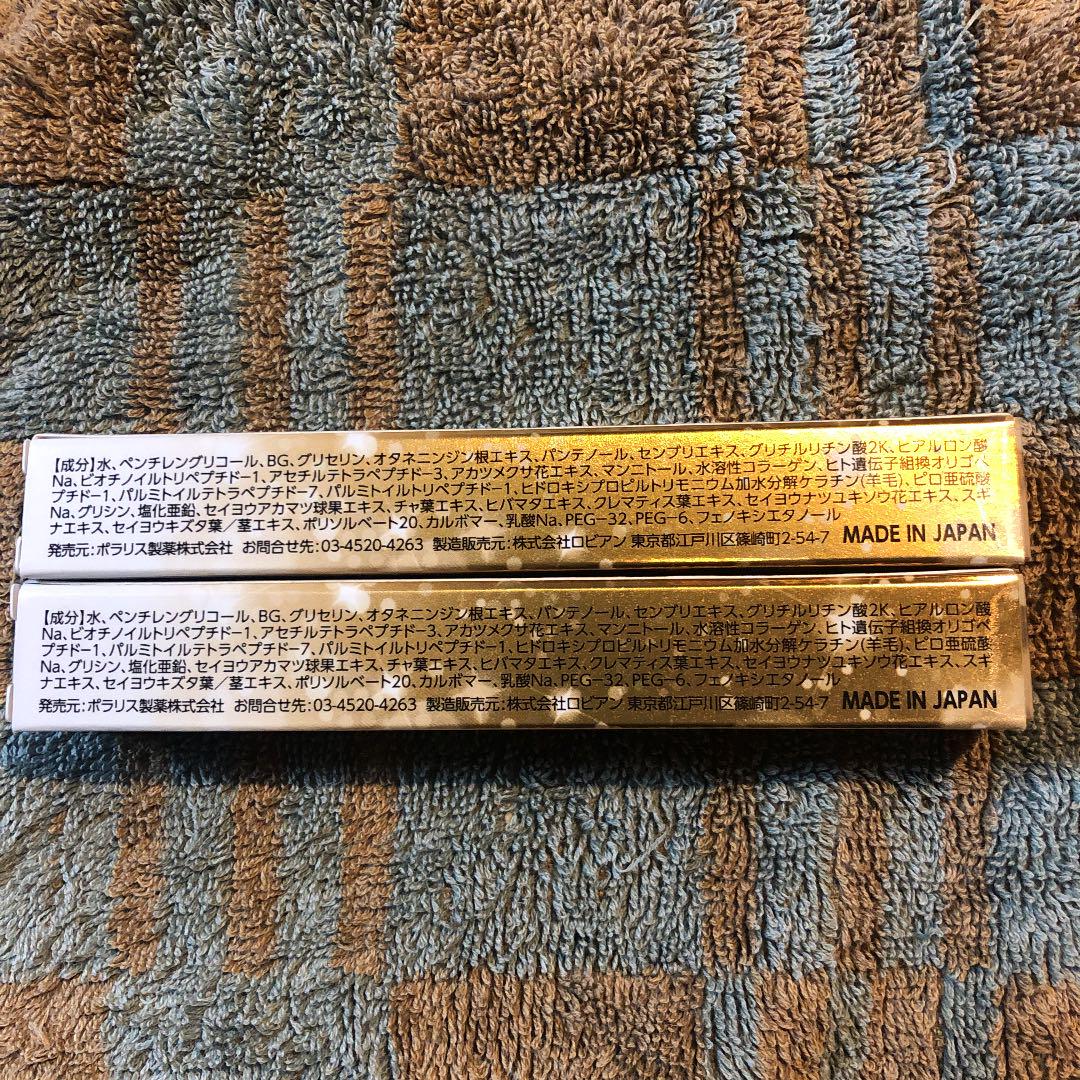 【成分】水、ペンチレングリコール、BG、グリセリン、オタネニンジン根エキス、パンテノール、センブリエキス、グリチルリチン酸2K、ヒアルロン酸
Na、ビオチノイルトリペプチド-1、アセチルテトラペプチド-3、アカツメクサ花エキス、マンニトール、水溶性コラーゲン、ヒト遺伝子組換オリゴペ
プチド-1、パルミトイルテトラペプチド-7、パルミトイルトリペプチド-1、ヒドロキシプロピルトリモニウム加水分解ケラチン(羊毛)、ピロ亜硫酸
Na、グリシン、塩化亜鉛、セイヨウアカマツ球果エキス、チャ葉エキス、ヒバマタエキス、クレマティス葉エキス、セイヨウナツユキソウ花エキス、スギ
ナエキス、セイヨウキズタ葉/茎エキス、ポリソルベート20、カルボマー、乳酸Na、PEG-32、PEG-6、フェノキシエタノール
発売元:ポラリス製薬株式会社 お問合せ先:03-4520-4263 製造販売元:株式会社ロビアン 東京都江戸川区篠崎町2-54-7 MADE IN JAPAN
【成分】水、ペンチレングリコール、BG、グリセリン、オタネニンジン根エキス、パンテノール、センブリエキス、グリチルリチン酸2K、ヒアルロン酸
Na、ビオチノイルトリペプチド-1、アセチルテトラペプチド-3、アカツメクサ花エキス、マンニトール、水溶性コラーゲン、ヒト遺伝子組換オリゴペ
プチド-1、パルミトイルテトラペプチド-7、パルミトイルトリペプチド-1、ヒドロキシプロピルトリモニウム加水分解ケラチン(羊毛)、ピロ亜硫酸
Na、グリシン、塩化亜鉛、セイヨウアカマツ球果エキス、チャ葉エキス、ヒバマタエキス、クレマティス葉エキス、セイヨウナツユキソウ花エキス、スギ
ナエキス、セイヨウキズタ葉/茎エキス、ポリソルベート20、カルボマー、乳酸Na、PEG-32、PEG-6、フェノキシエタノール
発売元:ポラリス製薬株式会社 お問合せ先:03-4520-4263 製造販売元:株式会社ロビアン 東京都江戸川区篠崎町2-54-7 MADE IN JAPAN